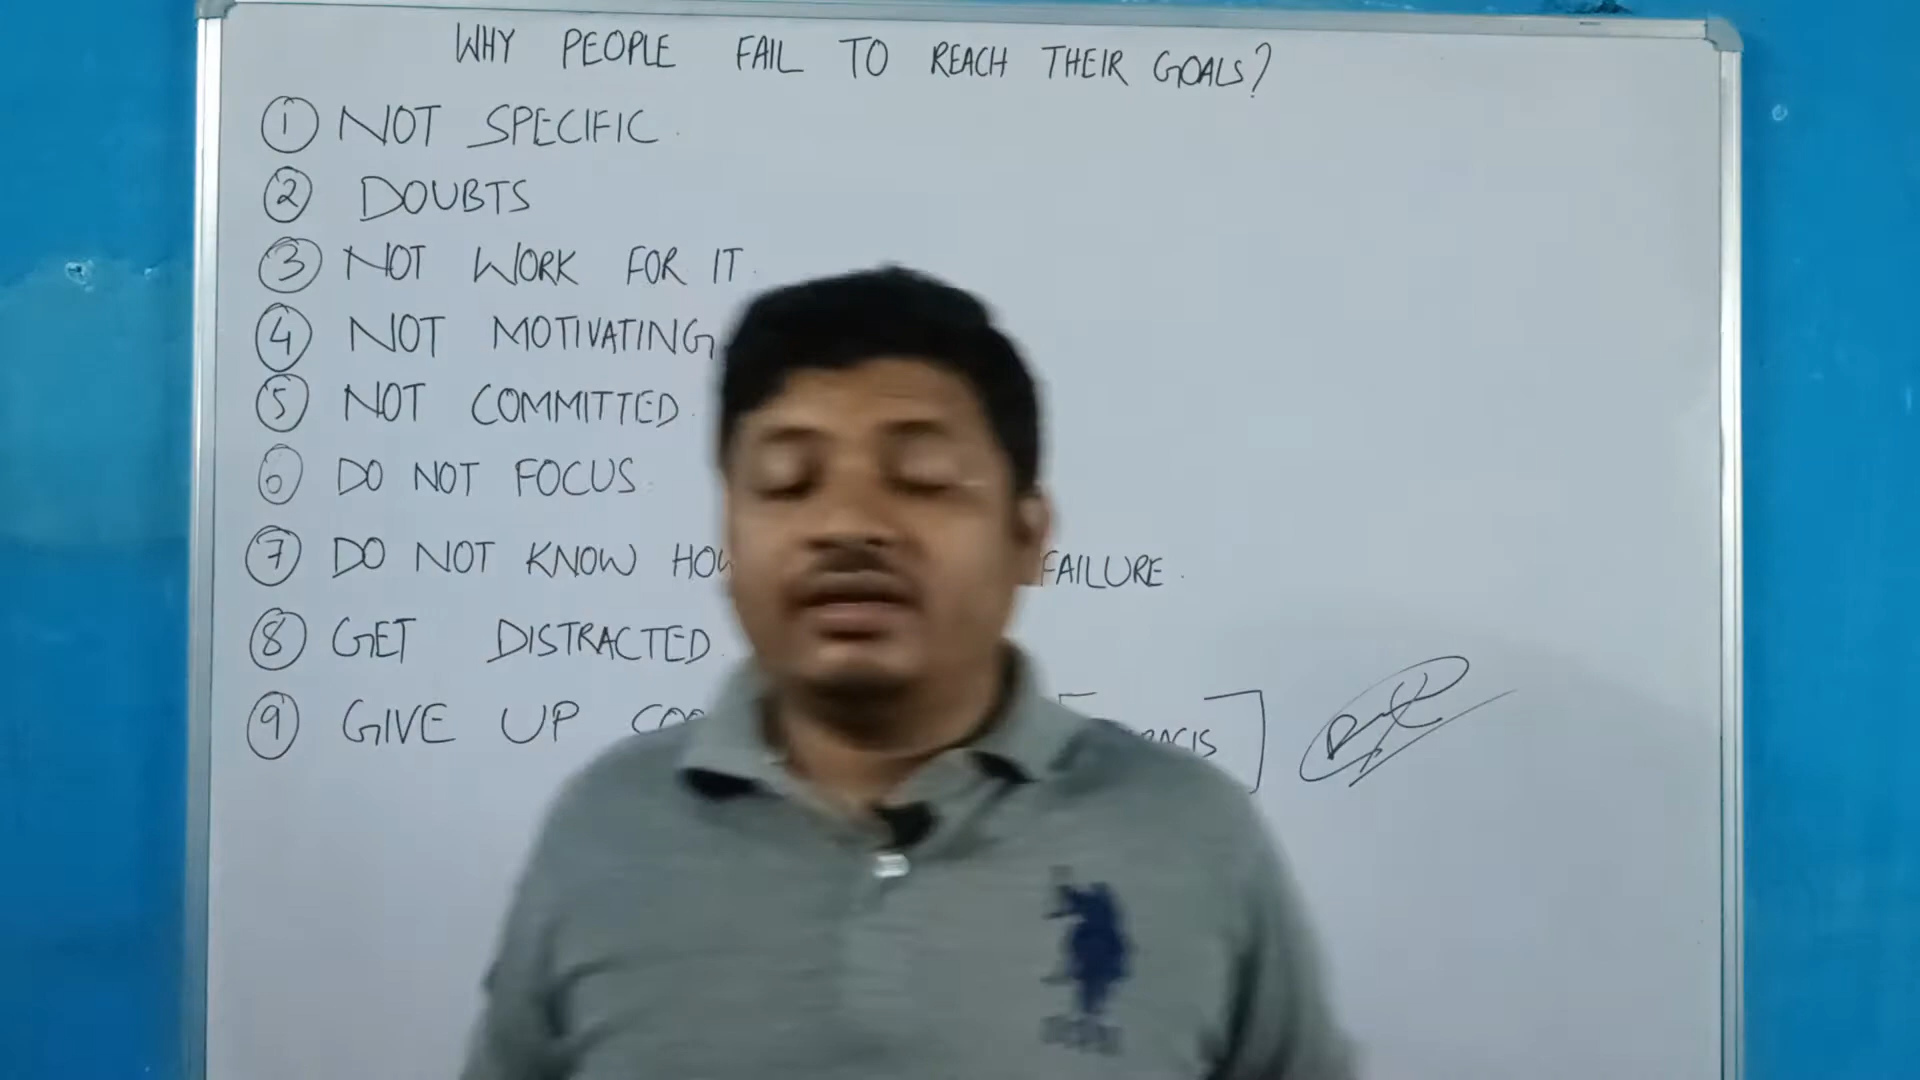 WHY PEOPLE FAIL TO REACH THEIR GOALS?
1 NOT SPECIFIC.
2 DOUBTS
3 NOT WORK FOR IT.
4 NOT MOTIVATING
5 NOT COMMITTED.
6 DO NOT FOCUS.
7 DO NOT KNOW FAILURE.
8 GET DISTRACTED.
9 GIVE UP